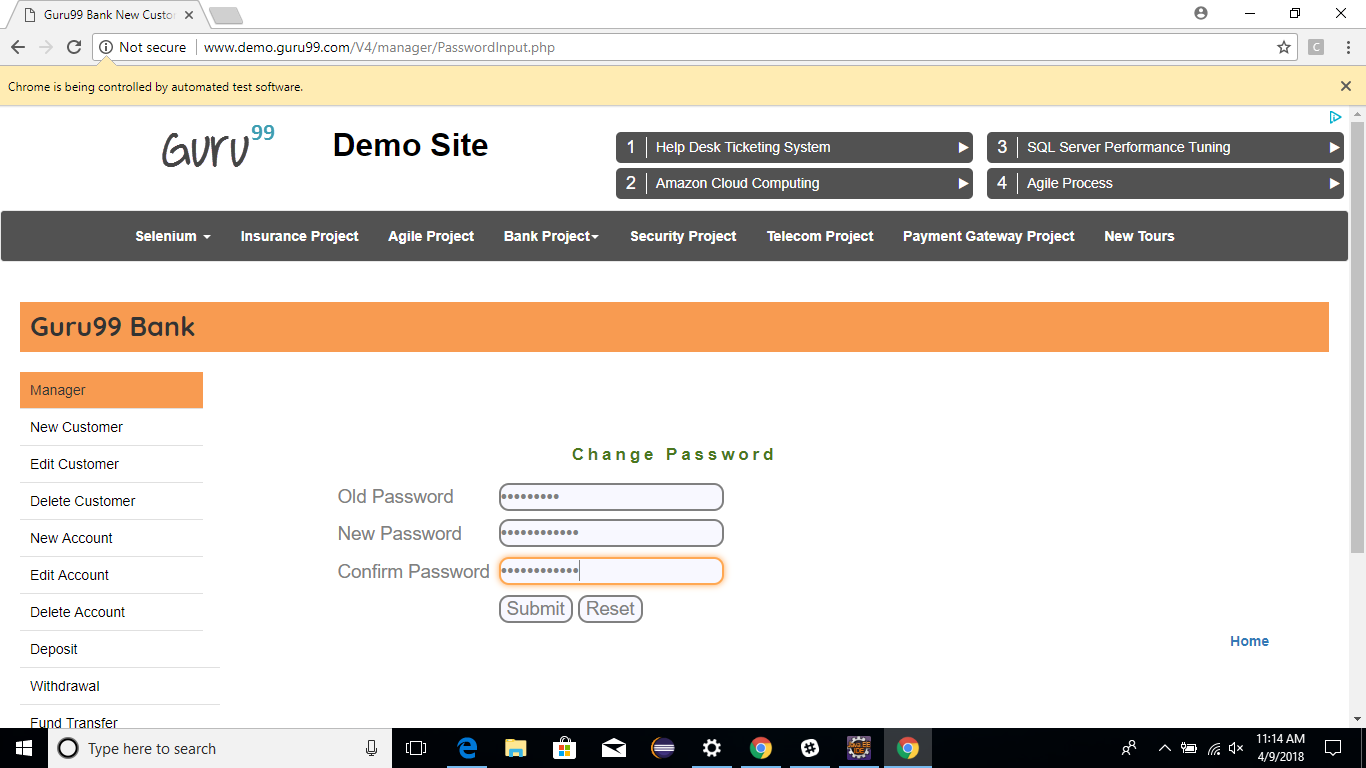 Guru99 Bank New Custo
Not secure
www.demo.guru99.com/V4/manager/PasswordInput.php
C
Chrome is being controlled by automated test software.
Guru99
Demo Site
1 Help Desk Ticketing System
3 SQL Server Performance Tuning
2 Amazon Cloud Computing
4 Agile Process
Selenium Insurance Project Agile Project Bank Project Security Project Telecom Project Payment Gateway Project New Tours
Guru99 Bank
Manager
New Customer
Edit Customer
Delete Customer
New Account
Edit Account
Delete Account
Deposit
Withdrawal
Fund Transfer
Change Password
Old Password •••••••••
New Password ••••••••••••
Confirm Password ••••••••••••
Submit Reset
Home
Type here to search
11:14 AM
4/9/2018